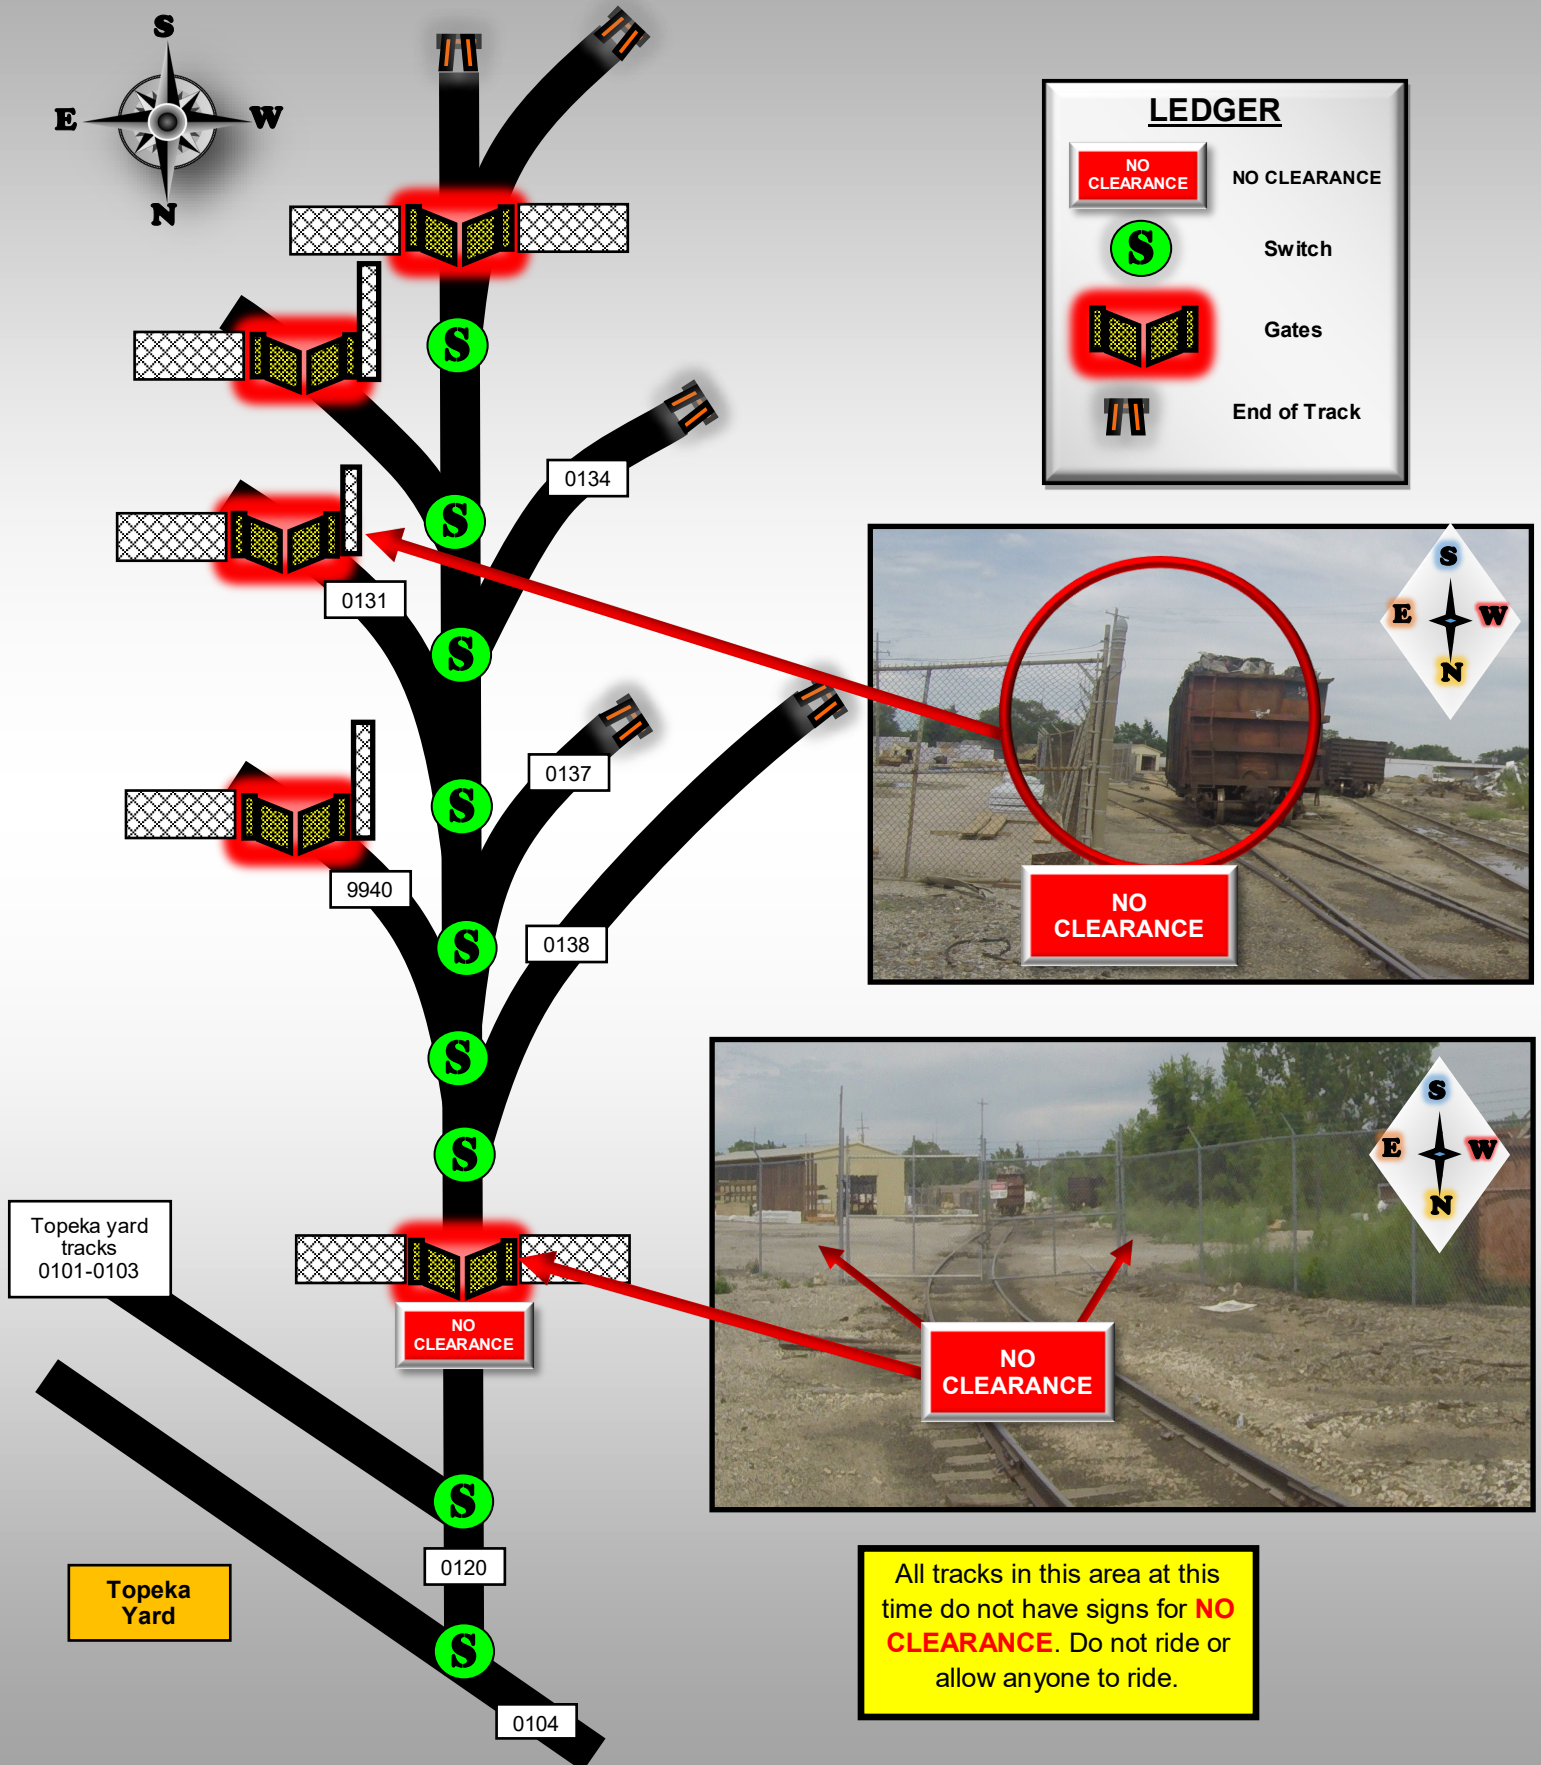 S
E
W
N
LEDGER
NO
CLEARANCE
NO CLEARANCE
S
Switch
Gates
End of Track
S
S
0134
0131
S
S
E
W
N
NO
CLEARANCE
0137
S
9940
0138
S
S
S
S
E
W
N
Topeka yard
tracks
0101-0103
NO
CLEARANCE
NO
CLEARANCE
S
0120
Topeka
Yard
S
0104
All tracks in this area at this
time do not have signs for NO
CLEARANCE. Do not ride or
allow anyone to ride.